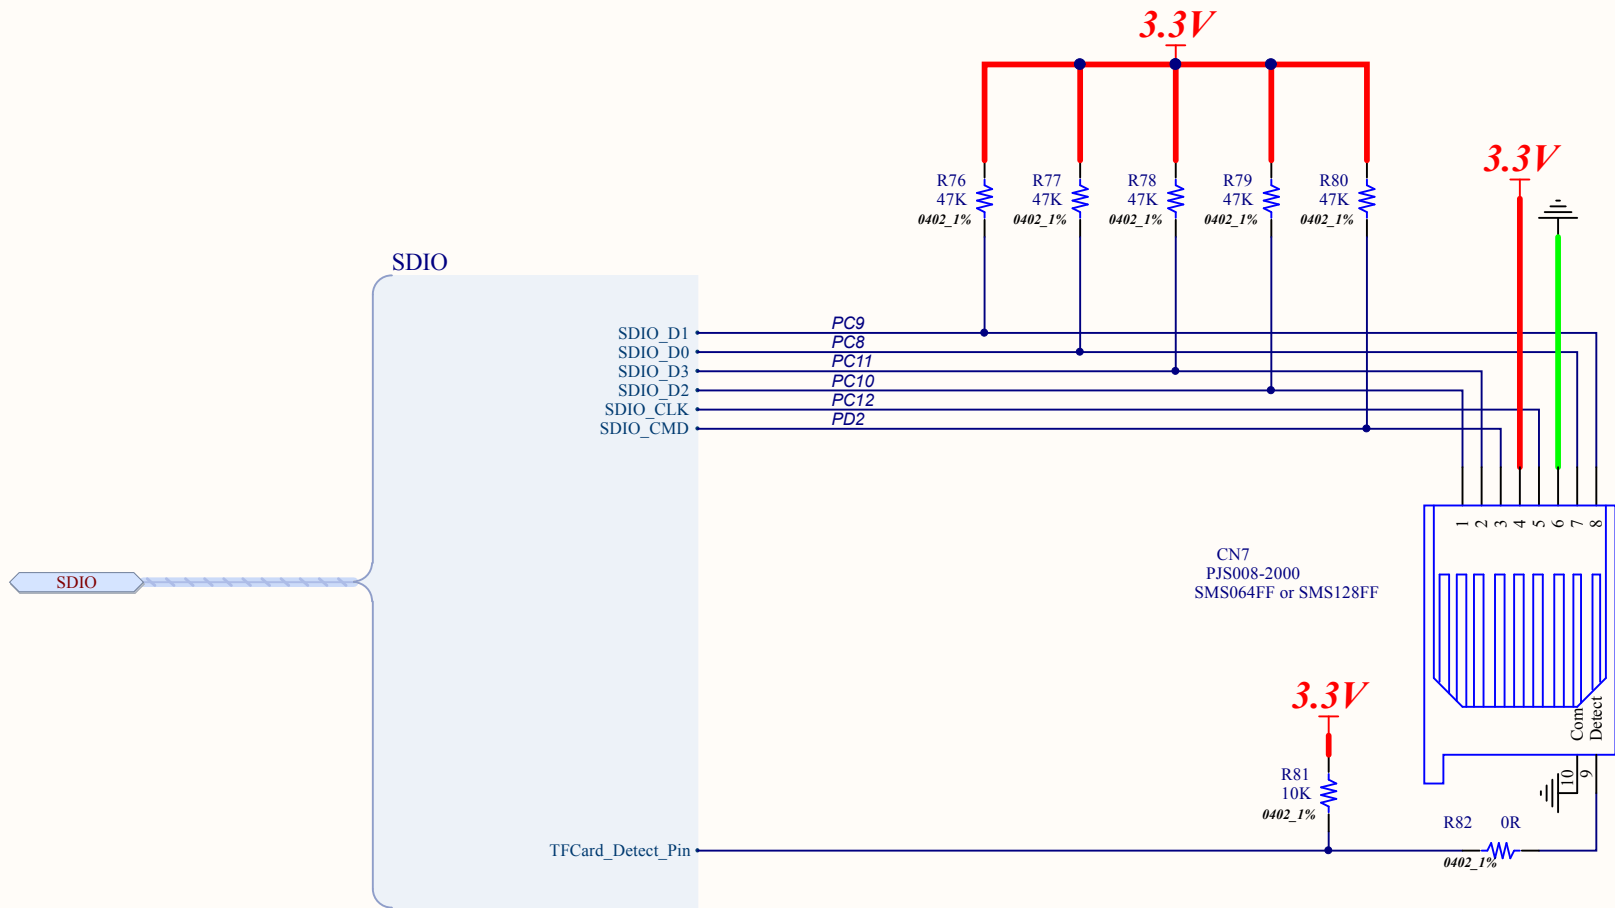 3.3V
3.3V
R76
47K
0402_1%
R77
47K
0402_1%
R78
47K
0402_1%
R79
47K
0402_1%
R80
47K
0402_1%
SDIO
SDIO_D1
PC9
SDIO_D0
PC8
SDIO_D3
PC11
SDIO_D2
PC10
SDIO_CLK
PC12
SDIO_CMD
PD2
1 2 3 4 5 6 7 8
CN7
PJS008-2000
SMS064FF or SMS128FF
SDIO
3.3V
Com
Detect
10
9
R81
10K
0402_1%
R82 0R
0402_1%
TFCard_Detect_Pin